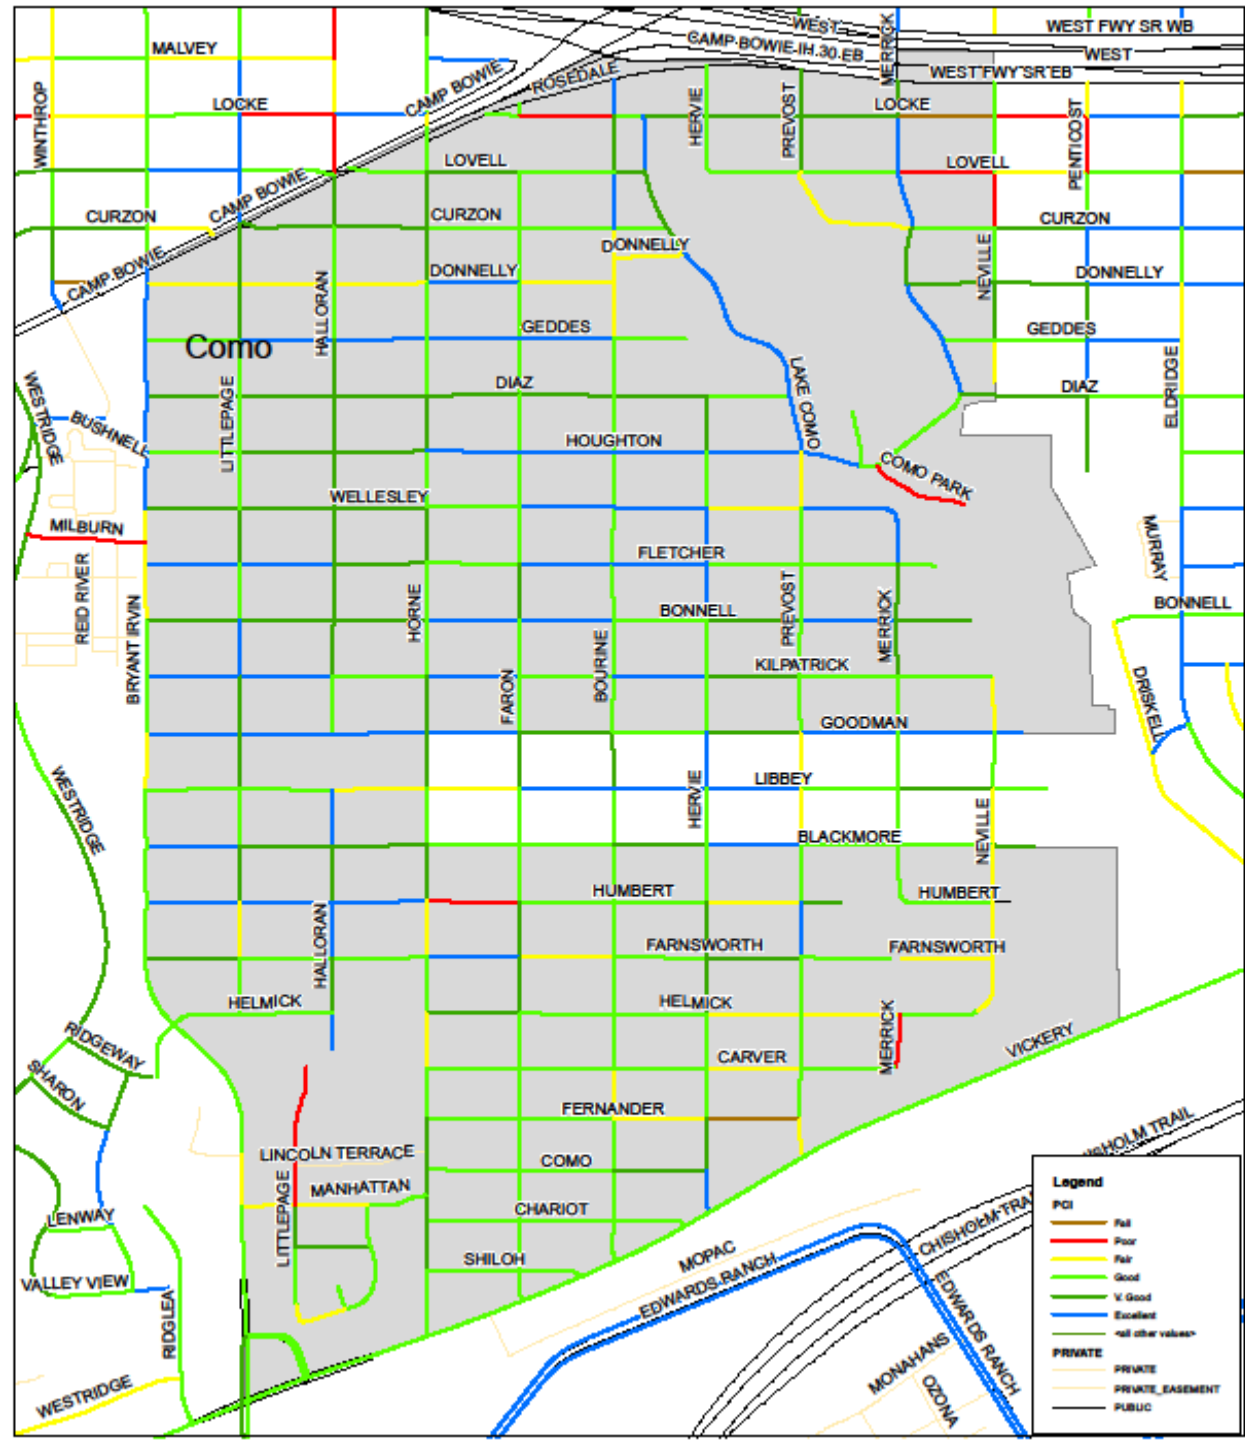 WEST
MERRICK
WEST FWY SR WB
MALVEY
CAMP BOWIE IH 30 EB
WEST
CAMP BOWIE
ROSEDALE
WEST FWY SR EB
WINTHROP
LOCKE
HERVIE
PREVOST
LOCKE
PENTICOST
LOVELL
LOVELL
CAMP BOWIE
CURZON
CURZON
CURZON
DONNELLY
CAMP BOWIE
DONNELLY
NEVILLE
DONNELLY
HALLORAN
GEDDES
GEDDES
Como
LAKE COMO
ELDRIDGE
WESTRIDGE
DIAZ
DIAZ
BUSHNELL
LITTLEPAGE
HOUGHTON
COMO PARK
WELLESLEY
MILBURN
MURRAY
REID RIVER
FLETCHER
BRYANT IRVIN
HORNE
PREVOST
MERRICK
BONNELL
BONNELL
BOURINE
FARON
KILPATRICK
DRISKELL
GOODMAN
WESTRIDGE
HERVIE
LIBBEY
NEVILLE
BLACKMORE
HUMBERT
HUMBERT
HALLORAN
FARNSWORTH
FARNSWORTH
HELMICK
HELMICK
MERRICK
RIDGEWAY
VICKERY
CARVER
SHARON
FERNANDER
CHISHOLM TRAIL
LINCOLN TERRACE
COMO
MANHATTAN
LITTLEPAGE
LENWAY
CHARIOT
CHISHOLM TRAIL
SHILOH
MOPAC
VALLEY VIEW
EDWARDS RANCH
EDWARDS RANCH
RIDGLEA
MONAHANS
OZONA
WESTRIDGE
Legend
PCI
Fail
Poor
Fair
Good
V. Good
Excellent
<all other values>
PRIVATE
PRIVATE
PRIVATE_EASEMENT
PUBLIC